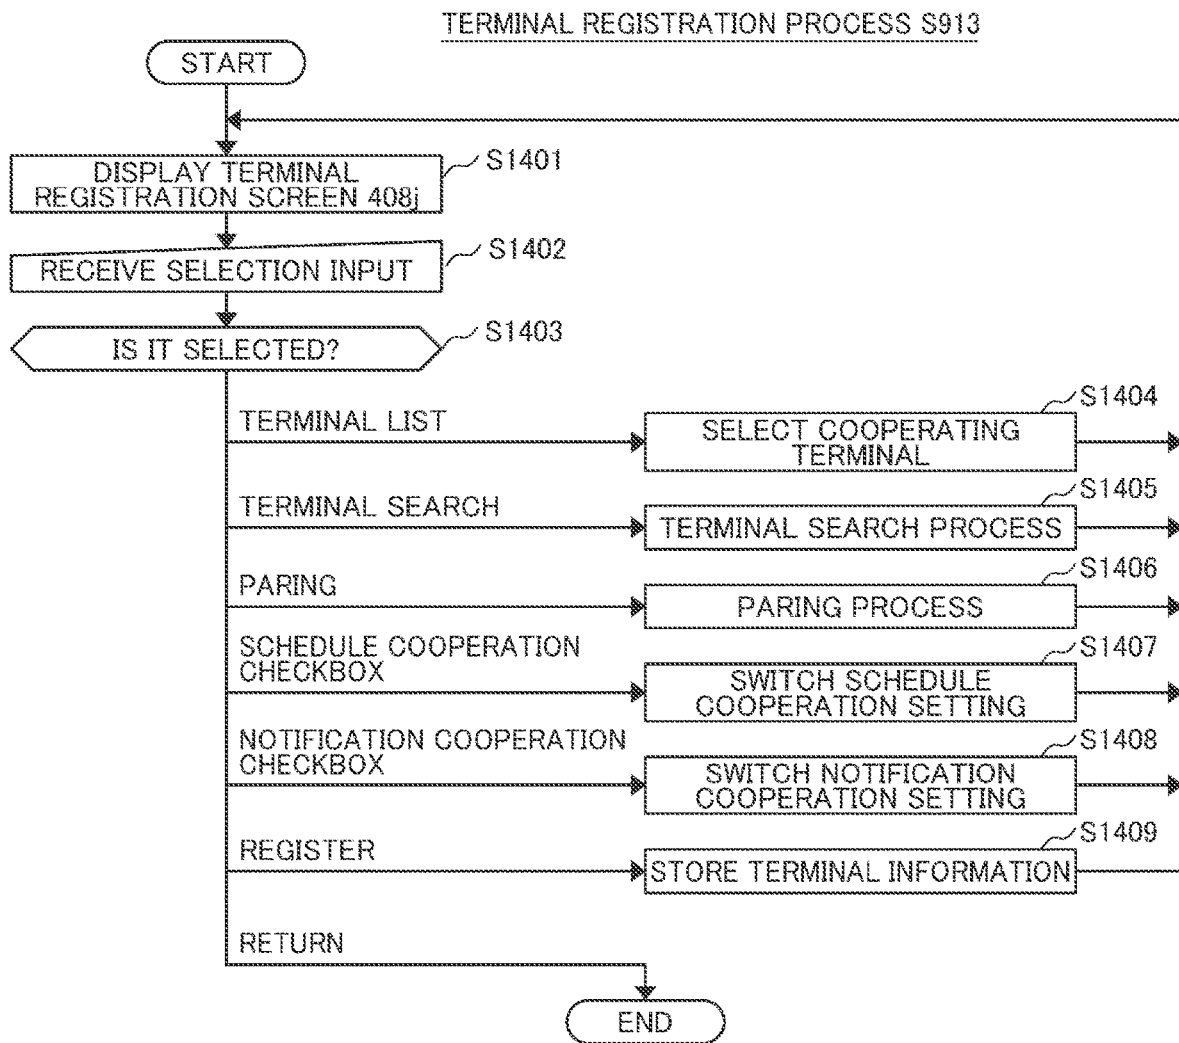 TERMINAL REGISTRATION PROCESS S913
START
DISPLAY TERMINAL
REGISTRATION SCREEN 408j
S1401
RECEIVE SELECTION INPUT
S1402
IS IT SELECTED?
S1403
TERMINAL LIST
SELECT COOPERATING
TERMINAL
S1404
TERMINAL SEARCH
TERMINAL SEARCH PROCESS
S1405
PARING
PARING PROCESS
S1406
SCHEDULE COOPERATION
CHECKBOX
SWITCH SCHEDULE
COOPERATION SETTING
S1407
NOTIFICATION COOPERATION
CHECKBOX
SWITCH NOTIFICATION
COOPERATION SETTING
S1408
REGISTER
STORE TERMINAL INFORMATION
S1409
RETURN
END